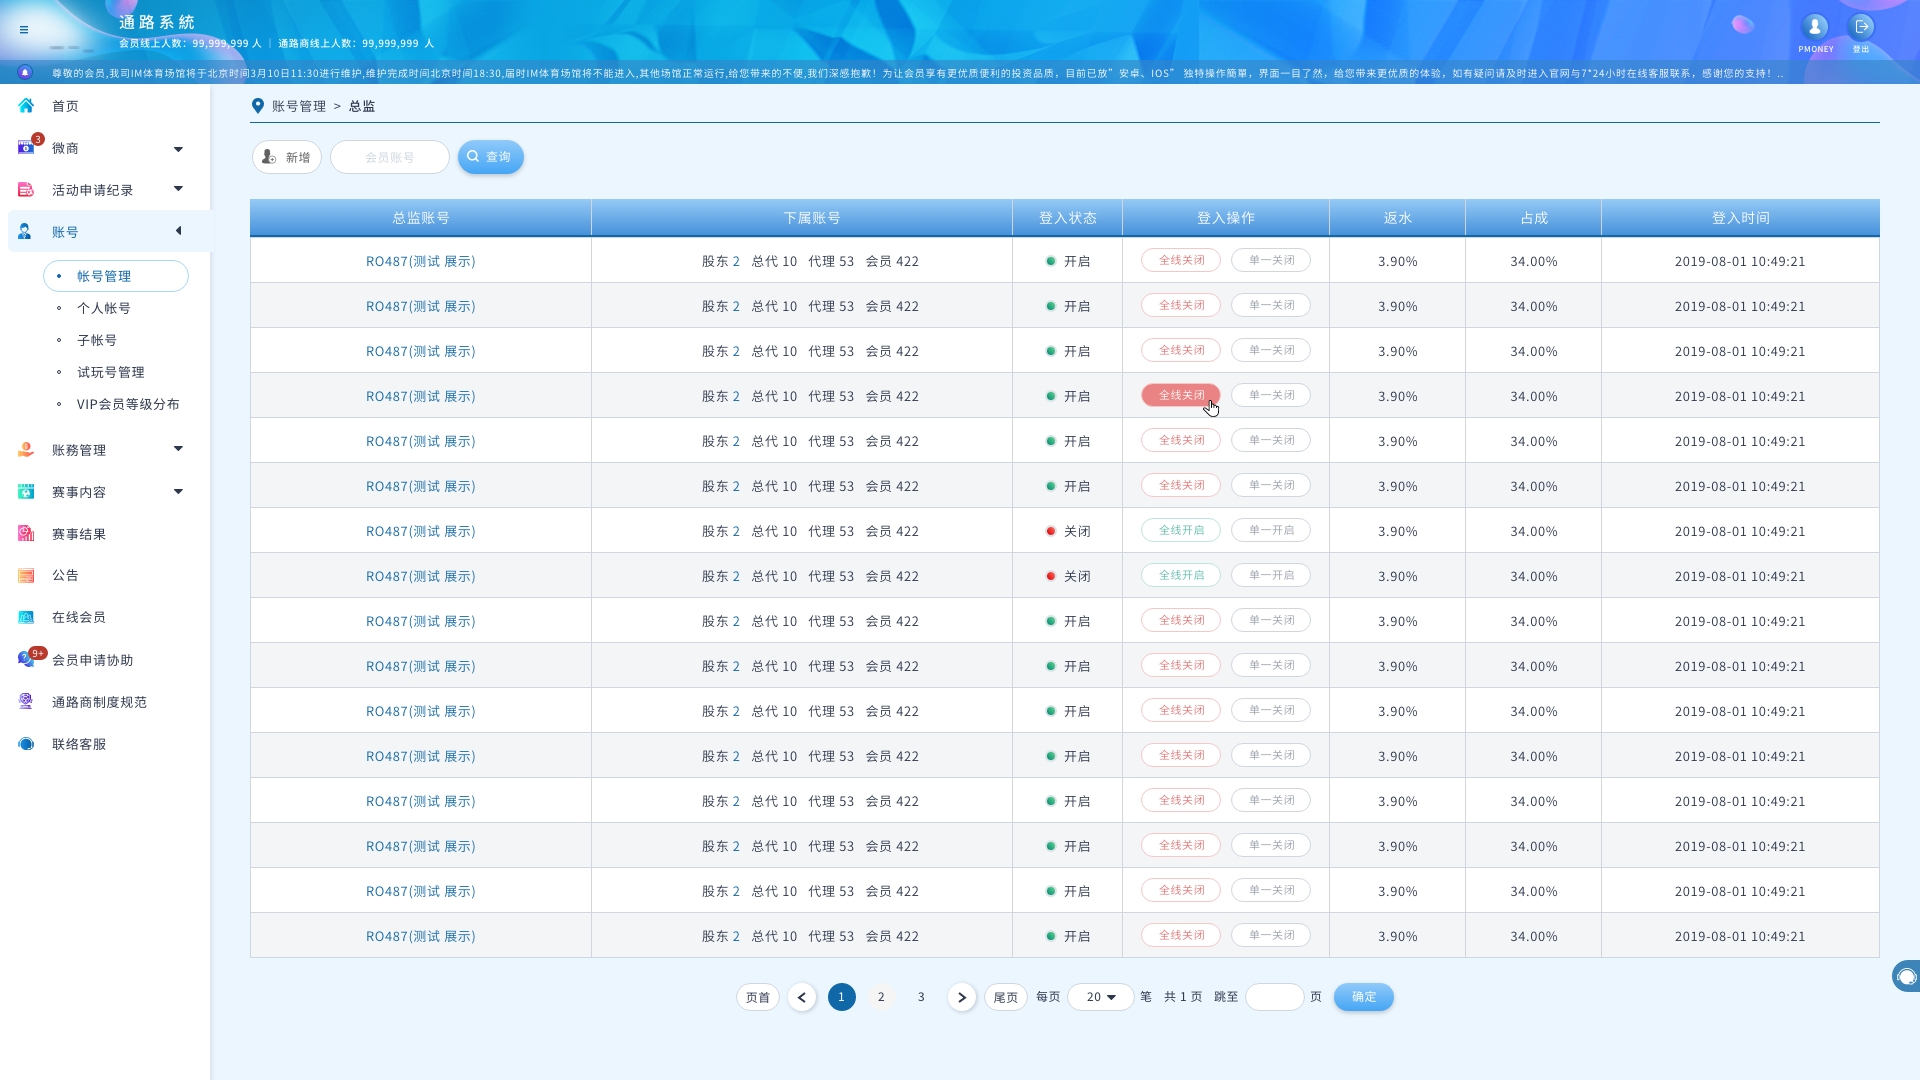 通路系統
会员线上人数：99,999,999 人 | 通路商线上人数：99,999,999 人
PMONEY 登出
尊敬的会员,我司IM体育场馆将于北京时间3月10日11:30进行维护,维护完成时间北京时间18:30,届时IM体育场馆将不能进入,其他场馆正常运行,给您带来的不便,我们深感抱歉！为让会员享有更优质便利的投资品质，目前已放”安卓、IOS” 独特操作簡單，界面一目了然，给您带来更优质的体验，如有疑问请及时进入官网与7*24小时在线客服联系，感谢您的支持！..
首页
3
微商
活动申请纪录
账号
帐号管理
个人帐号
子帐号
试玩号管理
VIP会员等级分布
账務管理
赛事内容
赛事结果
公告
在线会员
9+
会员申请协助
通路商制度规范
联络客服
账号管理 > 总监
新增 会员账号 查询
总监账号 下属账号 登入状态 登入操作 返水 占成 登入时间
RO487(测试 展示) 股东 2 总代 10 代理 53 会员 422 开启 全线关闭 单一关闭 3.90% 34.00% 2019-08-01 10:49:21
RO487(测试 展示) 股东 2 总代 10 代理 53 会员 422 开启 全线关闭 单一关闭 3.90% 34.00% 2019-08-01 10:49:21
RO487(测试 展示) 股东 2 总代 10 代理 53 会员 422 开启 全线关闭 单一关闭 3.90% 34.00% 2019-08-01 10:49:21
RO487(测试 展示) 股东 2 总代 10 代理 53 会员 422 开启 全线关闭 单一关闭 3.90% 34.00% 2019-08-01 10:49:21
RO487(测试 展示) 股东 2 总代 10 代理 53 会员 422 开启 全线关闭 单一关闭 3.90% 34.00% 2019-08-01 10:49:21
RO487(测试 展示) 股东 2 总代 10 代理 53 会员 422 开启 全线关闭 单一关闭 3.90% 34.00% 2019-08-01 10:49:21
RO487(测试 展示) 股东 2 总代 10 代理 53 会员 422 关闭 全线开启 单一开启 3.90% 34.00% 2019-08-01 10:49:21
RO487(测试 展示) 股东 2 总代 10 代理 53 会员 422 关闭 全线开启 单一开启 3.90% 34.00% 2019-08-01 10:49:21
RO487(测试 展示) 股东 2 总代 10 代理 53 会员 422 开启 全线关闭 单一关闭 3.90% 34.00% 2019-08-01 10:49:21
RO487(测试 展示) 股东 2 总代 10 代理 53 会员 422 开启 全线关闭 单一关闭 3.90% 34.00% 2019-08-01 10:49:21
RO487(测试 展示) 股东 2 总代 10 代理 53 会员 422 开启 全线关闭 单一关闭 3.90% 34.00% 2019-08-01 10:49:21
RO487(测试 展示) 股东 2 总代 10 代理 53 会员 422 开启 全线关闭 单一关闭 3.90% 34.00% 2019-08-01 10:49:21
RO487(测试 展示) 股东 2 总代 10 代理 53 会员 422 开启 全线关闭 单一关闭 3.90% 34.00% 2019-08-01 10:49:21
RO487(测试 展示) 股东 2 总代 10 代理 53 会员 422 开启 全线关闭 单一关闭 3.90% 34.00% 2019-08-01 10:49:21
RO487(测试 展示) 股东 2 总代 10 代理 53 会员 422 开启 全线关闭 单一关闭 3.90% 34.00% 2019-08-01 10:49:21
RO487(测试 展示) 股东 2 总代 10 代理 53 会员 422 开启 全线关闭 单一关闭 3.90% 34.00% 2019-08-01 10:49:21
页首 < 1 2 3 > 尾页 每页 20 笔 共 1 页 跳至 页 确定